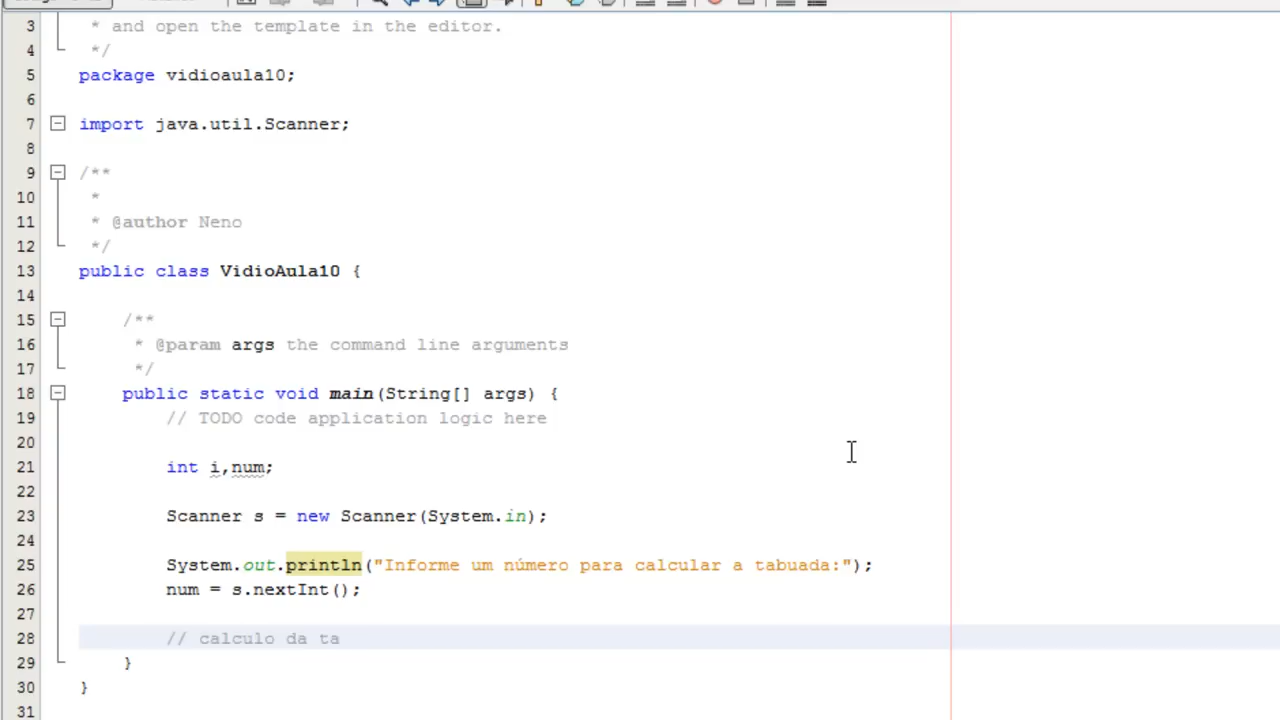 3 * and open the template in the editor.
4 */
5 package vidioaula10;
6
7 import java.util.Scanner;
8
9 /**
10 *
11 * @author Neno
12 */
13 public class VidioAula10 {
14
15 /**
16 * @param args the command line arguments
17 */
18 public static void main(String[] args) {
19 // TODO code application logic here
20
21 int i,num;
22
23 Scanner s = new Scanner(System.in);
24
25 System.out.println("Informe um número para calcular a tabuada:");
26 num = s.nextInt();
27
28 // calculo da ta
29 }
30 }
31